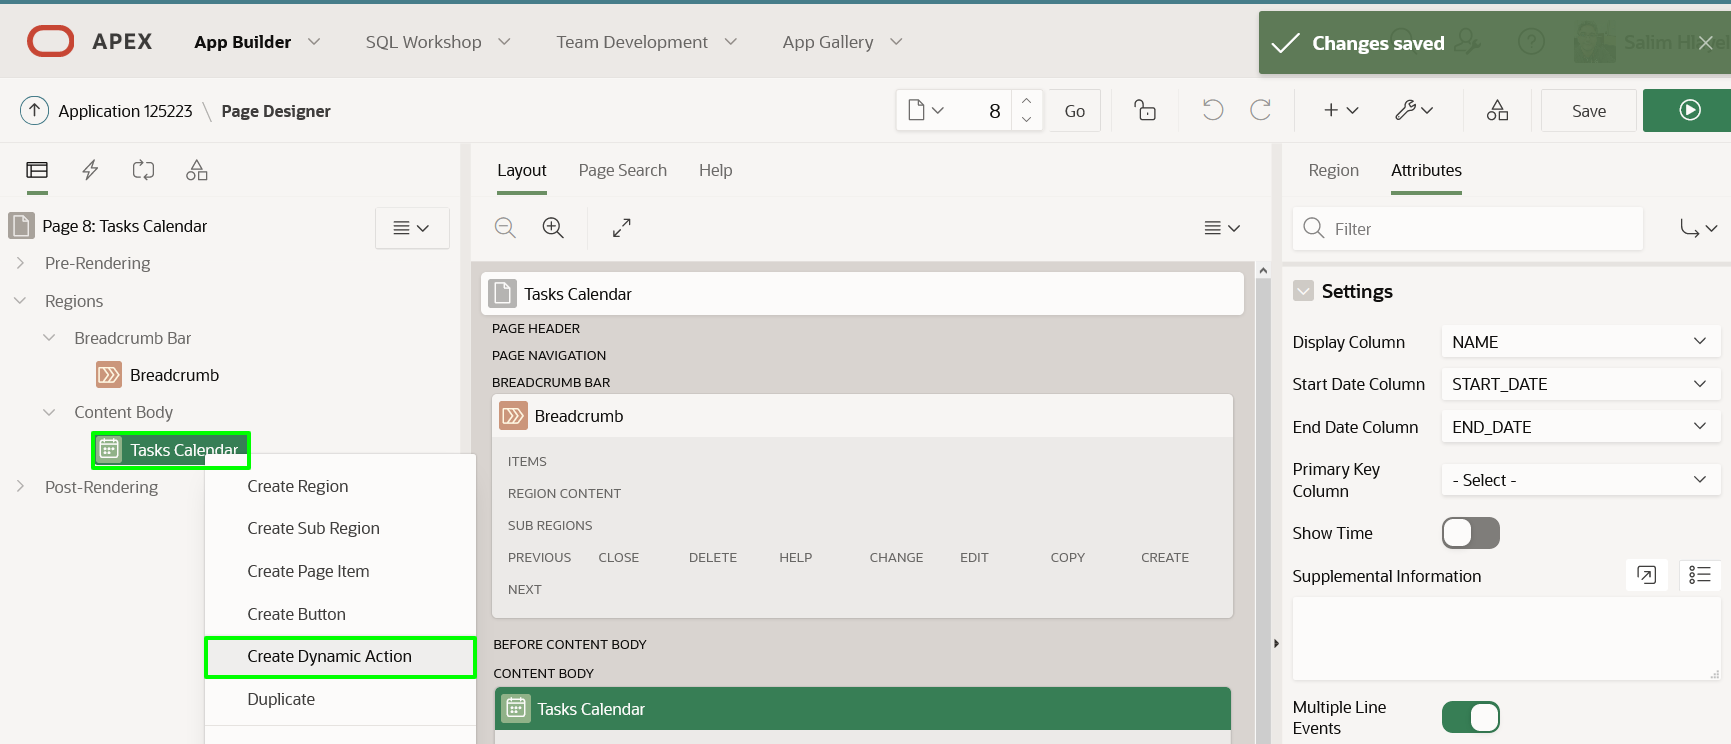 APEX
App Builder
SQL Workshop
Team Development
App Gallery
Changes saved
Application 125223 \ Page Designer
8
Go
Save
Page 8: Tasks Calendar
Pre-Rendering
Regions
Breadcrumb Bar
Breadcrumb
Content Body
Tasks Calendar
Post-Rendering
Create Region
Create Sub Region
Create Page Item
Create Button
Create Dynamic Action
Duplicate
Layout
Page Search
Help
Tasks Calendar
PAGE HEADER
PAGE NAVIGATION
BREADCRUMB BAR
Breadcrumb
ITEMS
REGION CONTENT
SUB REGIONS
PREVIOUS CLOSE DELETE HELP CHANGE EDIT COPY CREATE
NEXT
BEFORE CONTENT BODY
CONTENT BODY
Tasks Calendar
Region
Attributes
Filter
Settings
Display Column NAME
Start Date Column START_DATE
End Date Column END_DATE
Primary Key
Column
- Select -
Show Time
Supplemental Information
Multiple Line
Events